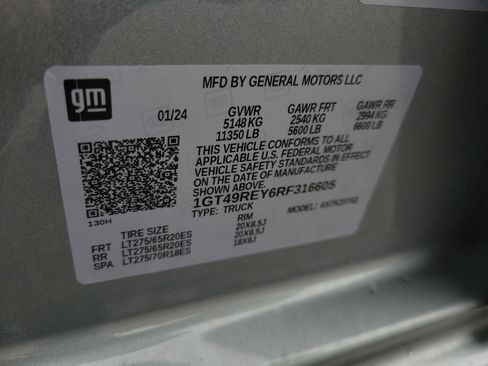 gm
MFD BY GENERAL MOTORS LLC
01/24 GVWR GAWR FRT GAWR RR
5148 KG 2540 KG 2994 KG
11350 LB 5600 LB 6600 LB
THIS VEHICLE CONFORMS TO ALL
APPLICABLE U.S. FEDERAL MOTOR
VEHICLE SAFETY STANDARDS IN EFFECT
ON THE DATE OF MANUFACTURE SHOWN ABOVE
1GT49REY6RF316605
TYPE: TRUCK MODEL:
130H
TIRE SIZE RIM
FRT LT275/65R20ES 20X8.5J
RR LT275/65R20ES 20X8.5J
SPA LT275/70R18ES 18X8J